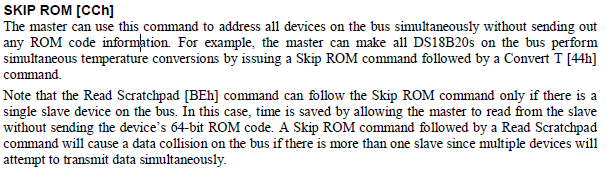 SKIP ROM [CCh]
The master can use this command to address all devices on the bus simultaneously without sending out
any ROM code information. For example, the master can make all DS18B20s on the bus perform
simultaneous temperature conversions by issuing a Skip ROM command followed by a Convert T [44h]
command.
Note that the Read Scratchpad [BEh] command can follow the Skip ROM command only if there is a
single slave device on the bus. In this case, time is saved by allowing the master to read from the slave
without sending the device's 64-bit ROM code. A Skip ROM command followed by a Read Scratchpad
command will cause a data collision on the bus if there is more than one slave since multiple devices will
attempt to transmit data simultaneously.